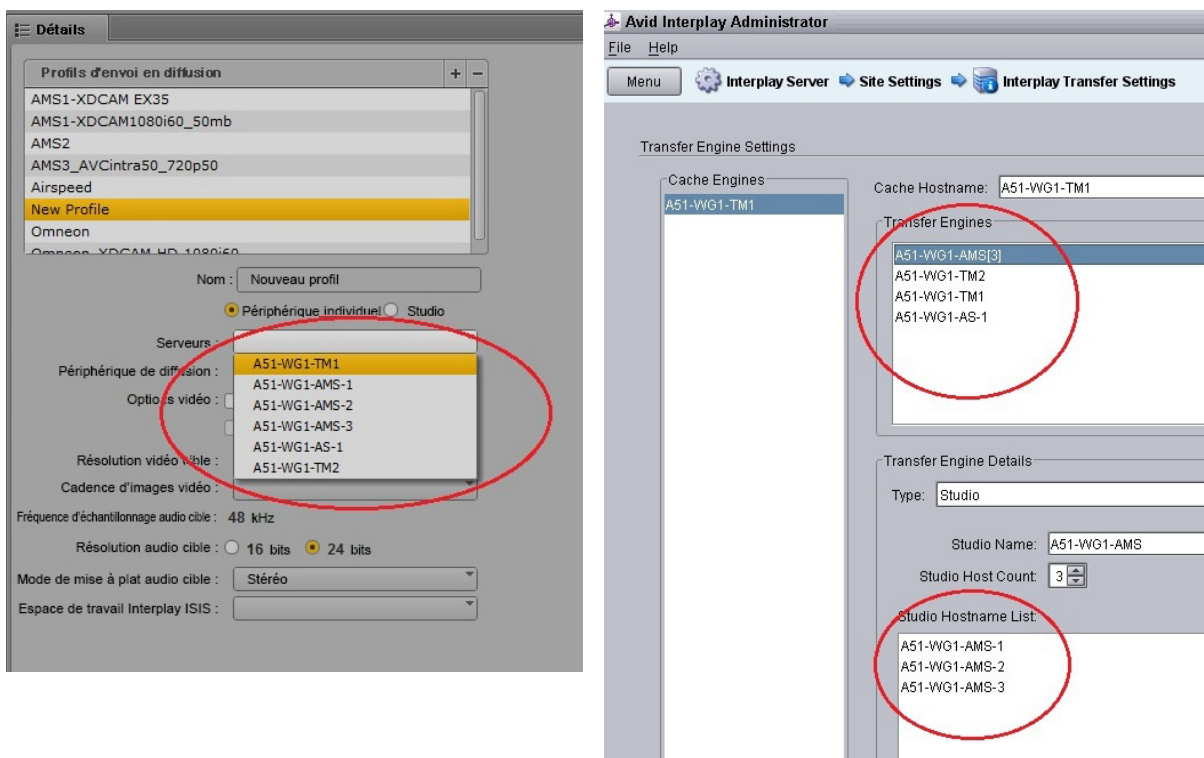 Détails
Profils d'envoi en diffusion + -
AMS1-XDCAM EX35
AMS1-XDCAM1080i60_50mb
AMS2
AMS3_AVCintra50_720p50
Airspeed
New Profile
Omneon
Omneon_XDCAM HD_1080i60
Nom : Nouveau profil
Périphérique individuel Studio
Serveurs :
A51-WG1-TM1
Périphérique de diffusion :
A51-WG1-AMS-1
Options vidéo :
A51-WG1-AMS-2
A51-WG1-AMS-3
A51-WG1-AS-1
Résolution vidéo cible :
A51-WG1-TM2
Cadence d'images vidéo :
Fréquence d'échantillonnage audio cible : 48 kHz
Résolution audio cible : 16 bits 24 bits
Mode de mise à plat audio cible : Stéréo
Espace de travail Interplay ISIS :
Avid Interplay Administrator
File Help
Menu Interplay Server Site Settings Interplay Transfer Settings
Transfer Engine Settings
Cache Engines
A51-WG1-TM1
Cache Hostname: A51-WG1-TM1
Transfer Engines
A51-WG1-AMS[3]
A51-WG1-TM2
A51-WG1-TM1
A51-WG1-AS-1
Transfer Engine Details
Type: Studio
Studio Name: A51-WG1-AMS
Studio Host Count: 3
Studio Hostname List:
A51-WG1-AMS-1
A51-WG1-AMS-2
A51-WG1-AMS-3